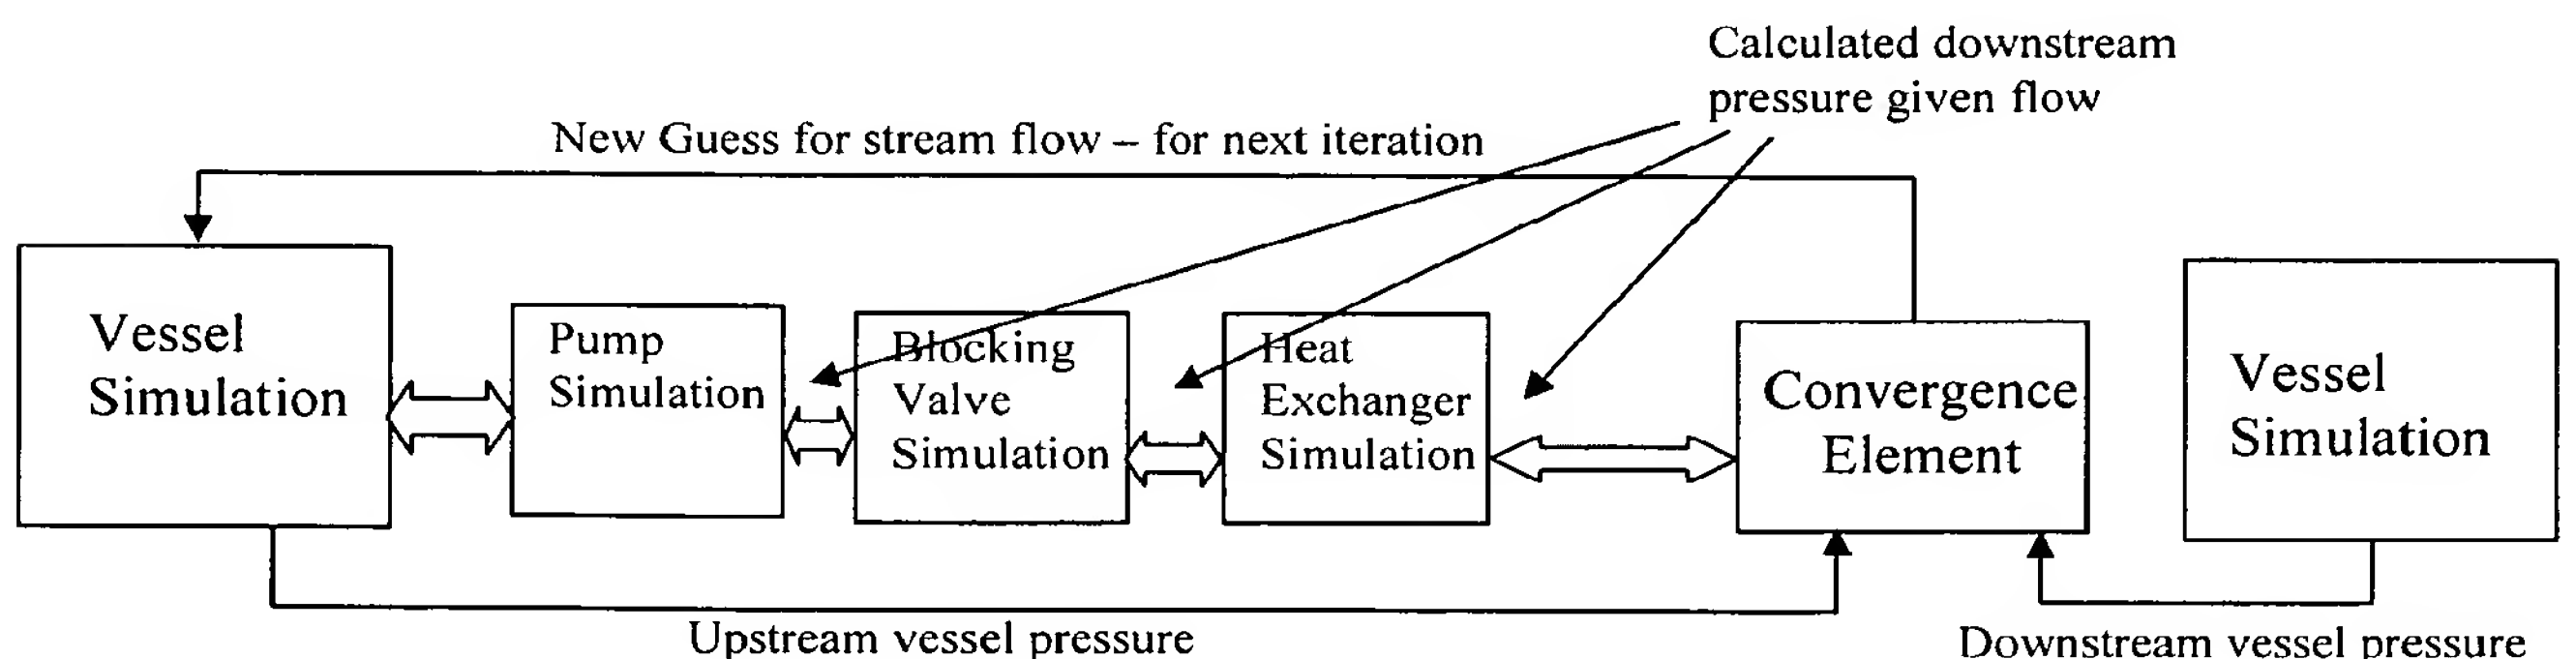 Calculated downstream
pressure given flow
New Guess for stream flow – for next iteration
Vessel
Simulation
Pump
Simulation
Blocking
Valve
Simulation
Heat
Exchanger
Simulation
Convergence
Element
Vessel
Simulation
Upstream vessel pressure
Downstream vessel pressure